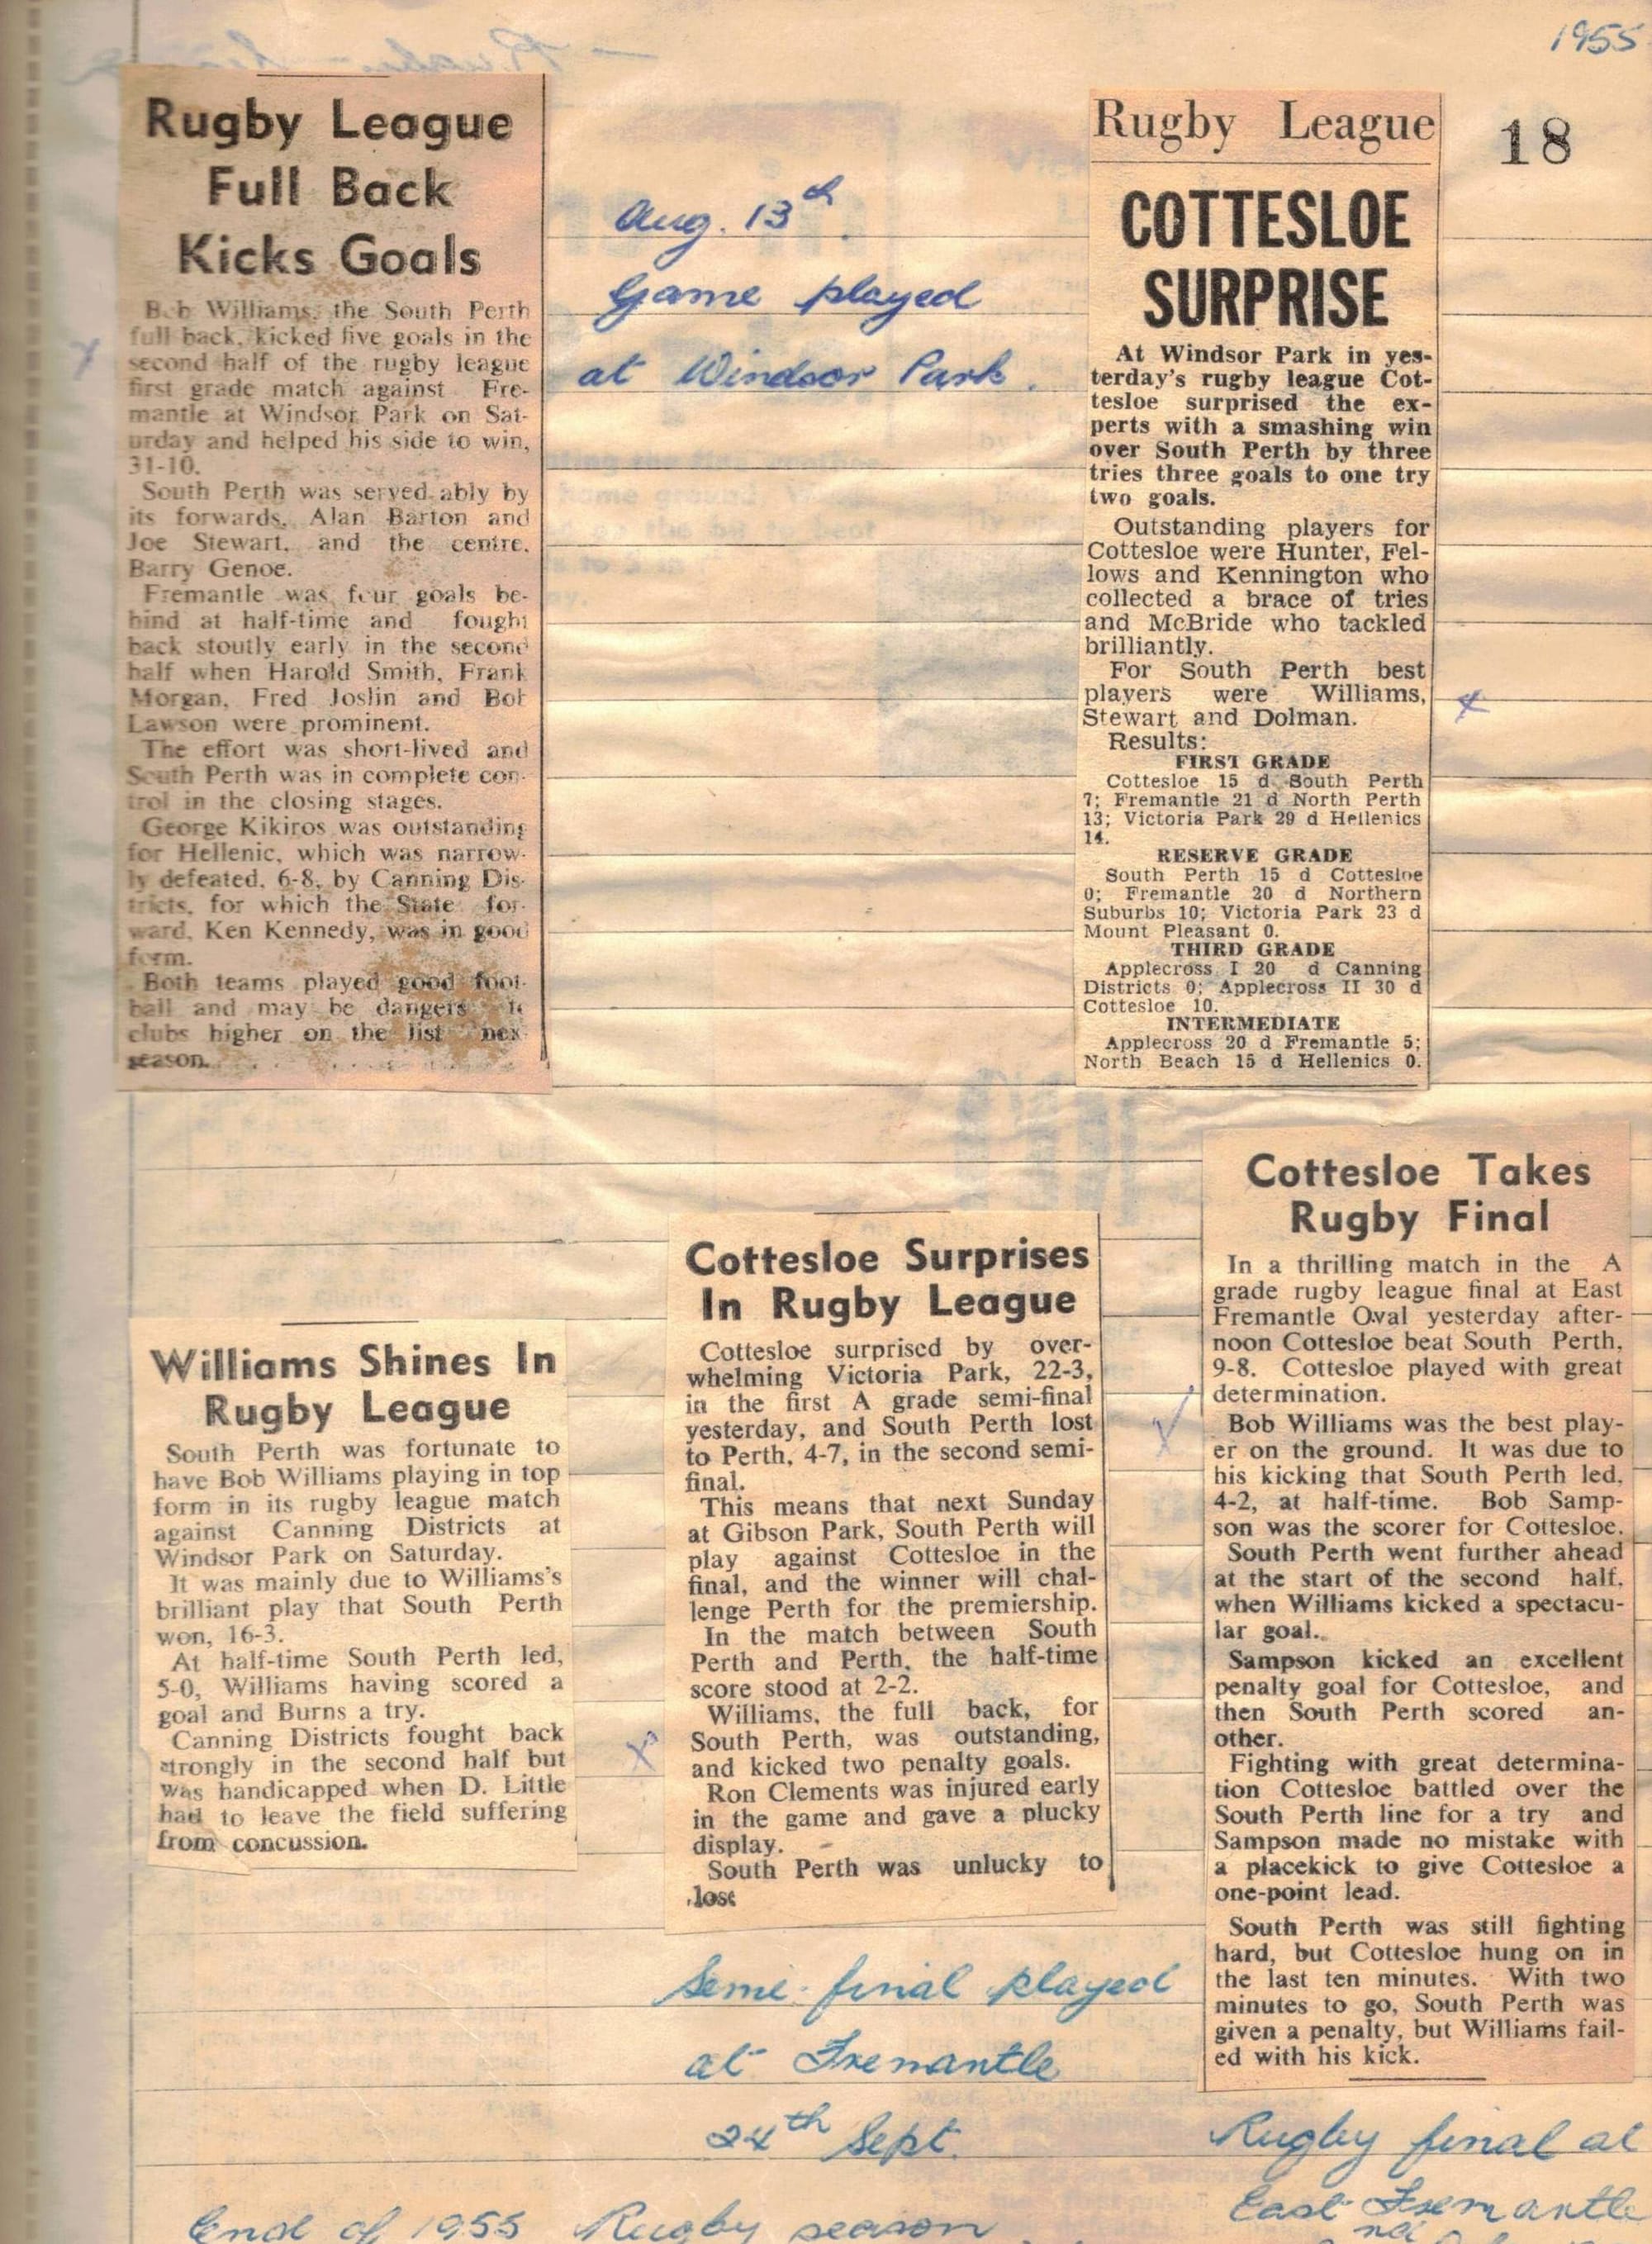 1955
18
Rugby League
Full Back
Kicks Goals
Bob Williams, the South Perth
full back, kicked five goals in the
second half of the rugby league
first grade match against Fre-
mantle at Windsor Park on Sat-
urday and helped his side to win,
31-10.
South Perth was served ably by
its forwards, Alan Barton and
Joe Stewart, and the centre,
Barry Genoe.
Fremantle was four goals be-
hind at half-time and fought
back stoutly early in the second
half when Harold Smith, Frank
Morgan, Fred Joslin and Bob
Lawson were prominent.
The effort was short-lived and
South Perth was in complete con-
trol in the closing stages.
George Kikiros was outstanding
for Hellenic, which was narrow-
ly defeated, 6-8, by Canning Dis-
tricts, for which the State for-
ward, Ken Kennedy, was in good
form.
Both teams played good foot-
ball and may be dangers to
clubs higher on the list nex
season.
Aug. 13th
Game played
at Windsor Park.
Rugby League
COTTESLOE
SURPRISE
At Windsor Park in yes-
terday's rugby league Cot-
tesloe surprised the ex-
perts with a smashing win
over South Perth by three
tries three goals to one try
two goals.
Outstanding players for
Cottesloe were Hunter, Fel-
lows and Kennington who
collected a brace of tries
and McBride who tackled
brilliantly.
For South Perth best
players were Williams,
Stewart and Dolman.
Results:
FIRST GRADE
Cottesloe 15 d South Perth
7; Fremantle 21 d North Perth
13; Victoria Park 29 d Hellenics
14.
RESERVE GRADE
South Perth 15 d Cottesloe
0; Fremantle 20 d Northern
Suburbs 10; Victoria Park 23 d
Mount Pleasant 0.
THIRD GRADE
Applecross I 20 d Canning
Districts 0; Applecross II 30 d
Cottesloe 10.
INTERMEDIATE
Applecross 20 d Fremantle 5;
North Beach 15 d Hellenics 0.
Williams Shines In
Rugby League
South Perth was fortunate to
have Bob Williams playing in top
form in its rugby league match
against Canning Districts at
Windsor Park on Saturday.
It was mainly due to Williams's
brilliant play that South Perth
won, 16-3.
At half-time South Perth led,
5-0, Williams having scored a
goal and Burns a try.
Canning Districts fought back
strongly in the second half but
was handicapped when D. Little
had to leave the field suffering
from concussion.
Cottesloe Surprises
In Rugby League
Cottesloe surprised by over-
whelming Victoria Park, 22-3,
in the first A grade semi-final
yesterday, and South Perth lost
to Perth, 4-7, in the second semi-
final.
This means that next Sunday
at Gibson Park, South Perth will
play against Cottesloe in the
final, and the winner will chal-
lenge Perth for the premiership.
In the match between South
Perth and Perth, the half-time
score stood at 2-2.
Williams, the full back, for
South Perth, was outstanding,
and kicked two penalty goals.
Ron Clements was injured early
in the game and gave a plucky
display.
South Perth was unlucky to
lose
Semi-final played
at Fremantle
24th Sept.
Cottesloe Takes
Rugby Final
In a thrilling match in the A
grade rugby league final at East
Fremantle Oval yesterday after-
noon Cottesloe beat South Perth,
9-8. Cottesloe played with great
determination.
Bob Williams was the best play-
er on the ground. It was due to
his kicking that South Perth led,
4-2, at half-time. Bob Samp-
son was the scorer for Cottesloe.
South Perth went further ahead
at the start of the second half,
when Williams kicked a spectacu-
lar goal.
Sampson kicked an excellent
penalty goal for Cottesloe, and
then South Perth scored an-
other.
Fighting with great determina-
tion Cottesloe battled over the
South Perth line for a try and
Sampson made no mistake with
a placekick to give Cottesloe a
one-point lead.
South Perth was still fighting
hard, but Cottesloe hung on in
the last ten minutes. With two
minutes to go, South Perth was
given a penalty, but Williams fail-
ed with his kick.
Rugby final at
East Fremantle
End of 1955 Rugby season